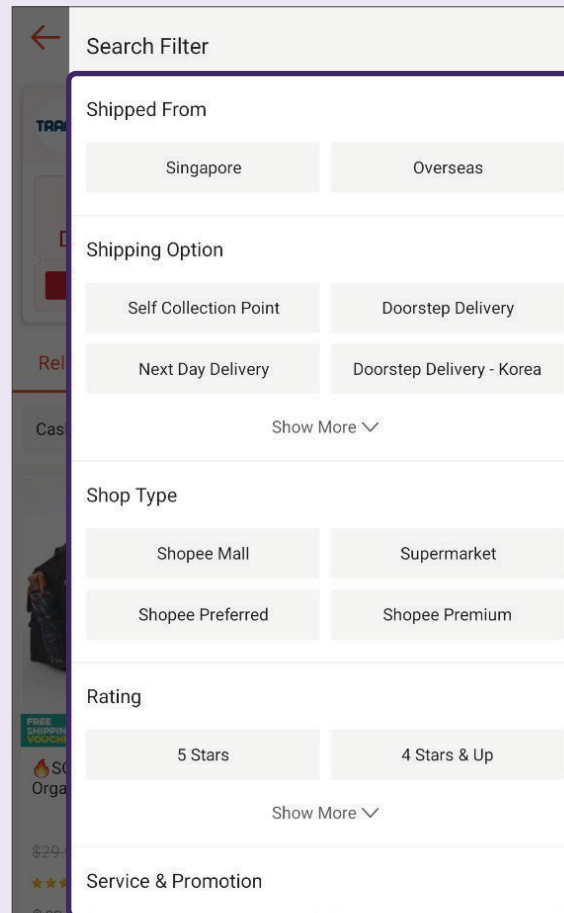 Search Filter
Shipped From
Singapore Overseas
Shipping Option
Self Collection Point Doorstep Delivery
Next Day Delivery Doorstep Delivery - Korea
Show More
Shop Type
Shopee Mall Supermarket
Shopee Preferred Shopee Premium
Rating
5 Stars 4 Stars & Up
Show More
FREE
Service & Promotion